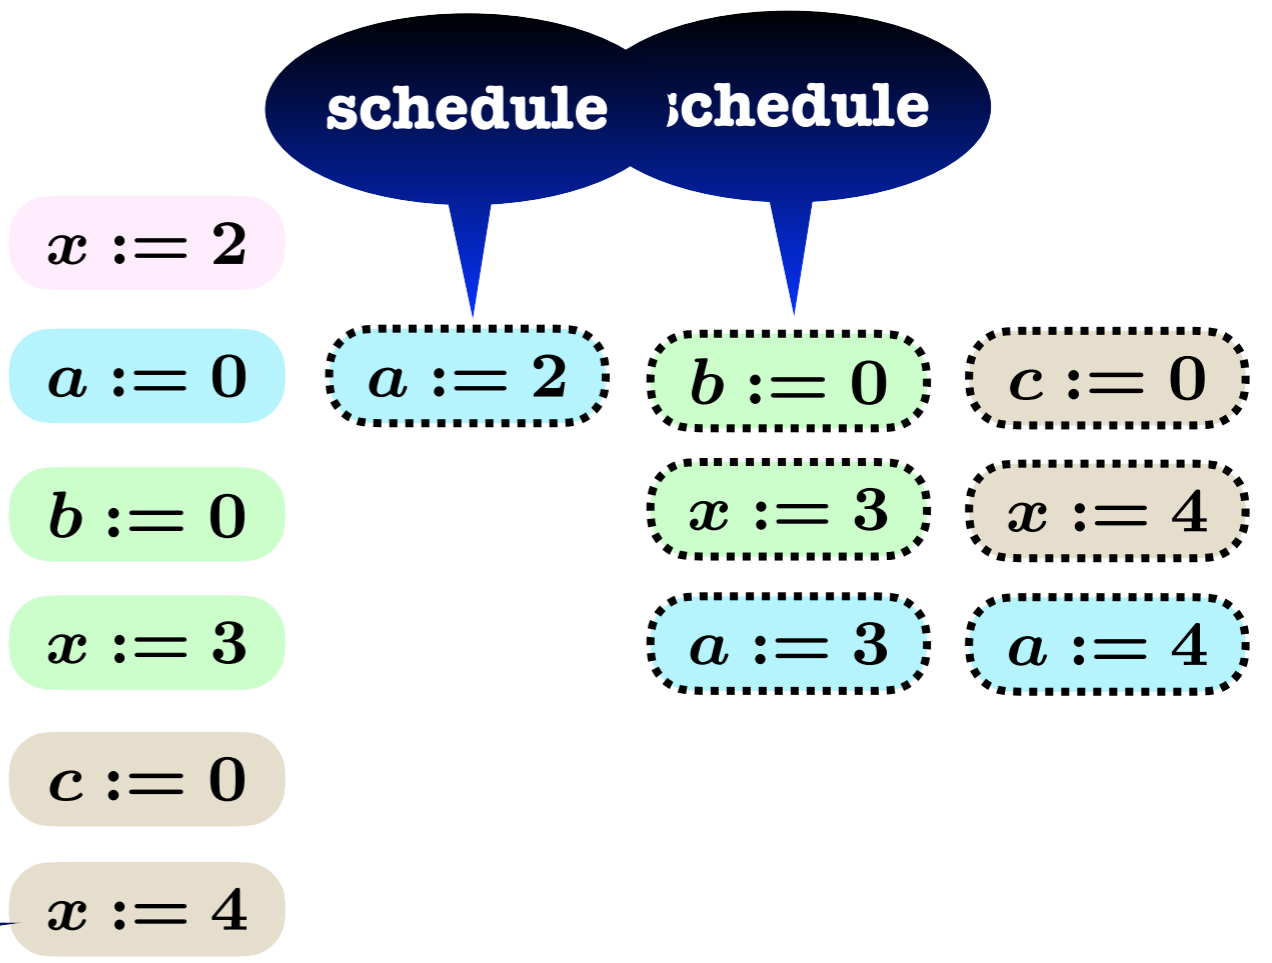 schedule
schedule
x := 2
a := 0
a := 2
b := 0
c := 0
b := 0
x := 3
x := 4
x := 3
a := 3
a := 4
c := 0
x := 4